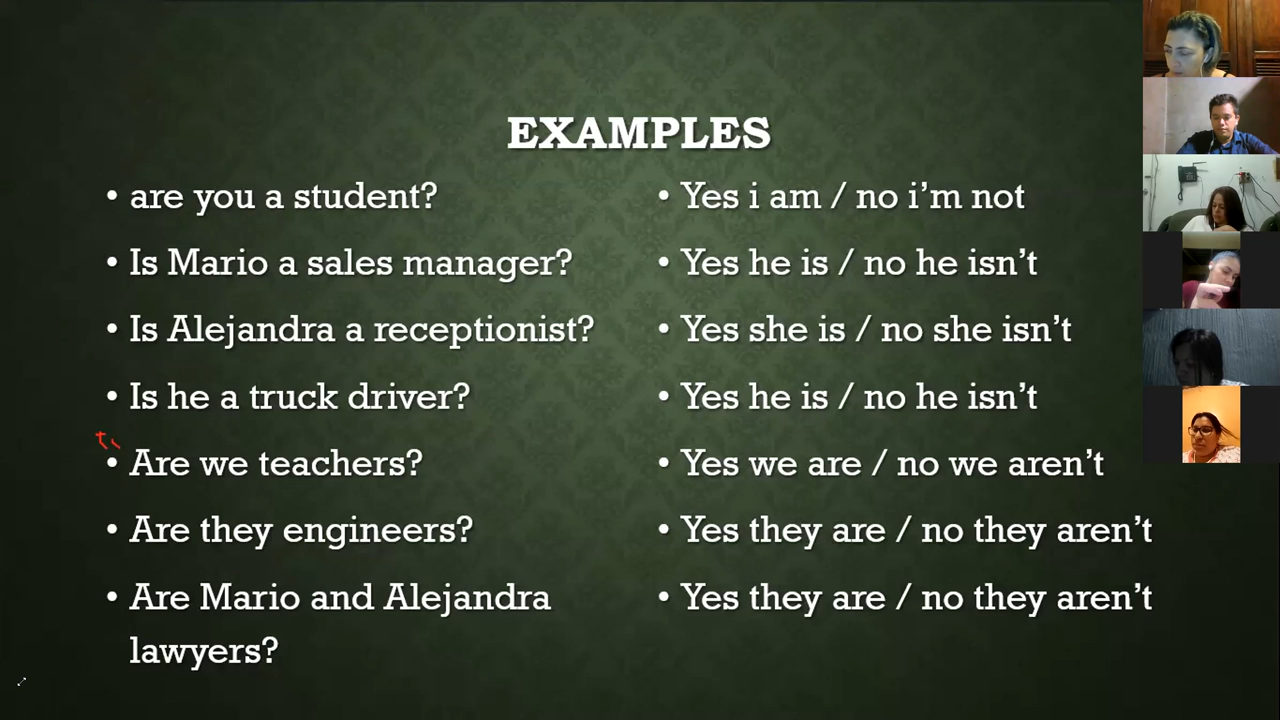 EXAMPLES
• are you a student?
• Yes i am / no i’m not
• Is Mario a sales manager?
• Yes he is / no he isn’t
• Is Alejandra a receptionist?
• Yes she is / no she isn’t
• Is he a truck driver?
• Yes he is / no he isn’t
• Are we teachers?
• Yes we are / no we aren’t
• Are they engineers?
• Yes they are / no they aren’t
• Are Mario and Alejandra
lawyers?
• Yes they are / no they aren’t